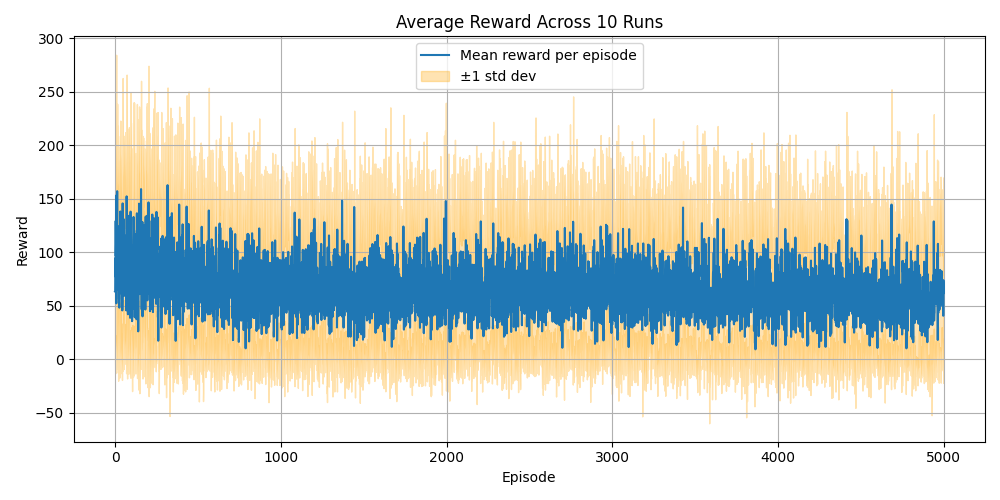 Average Reward Across 10 Runs
Mean reward per episode
±1 std dev
Reward
300
250
200
150
100
50
0
−50
0 1000 2000 3000 4000 5000
Episode